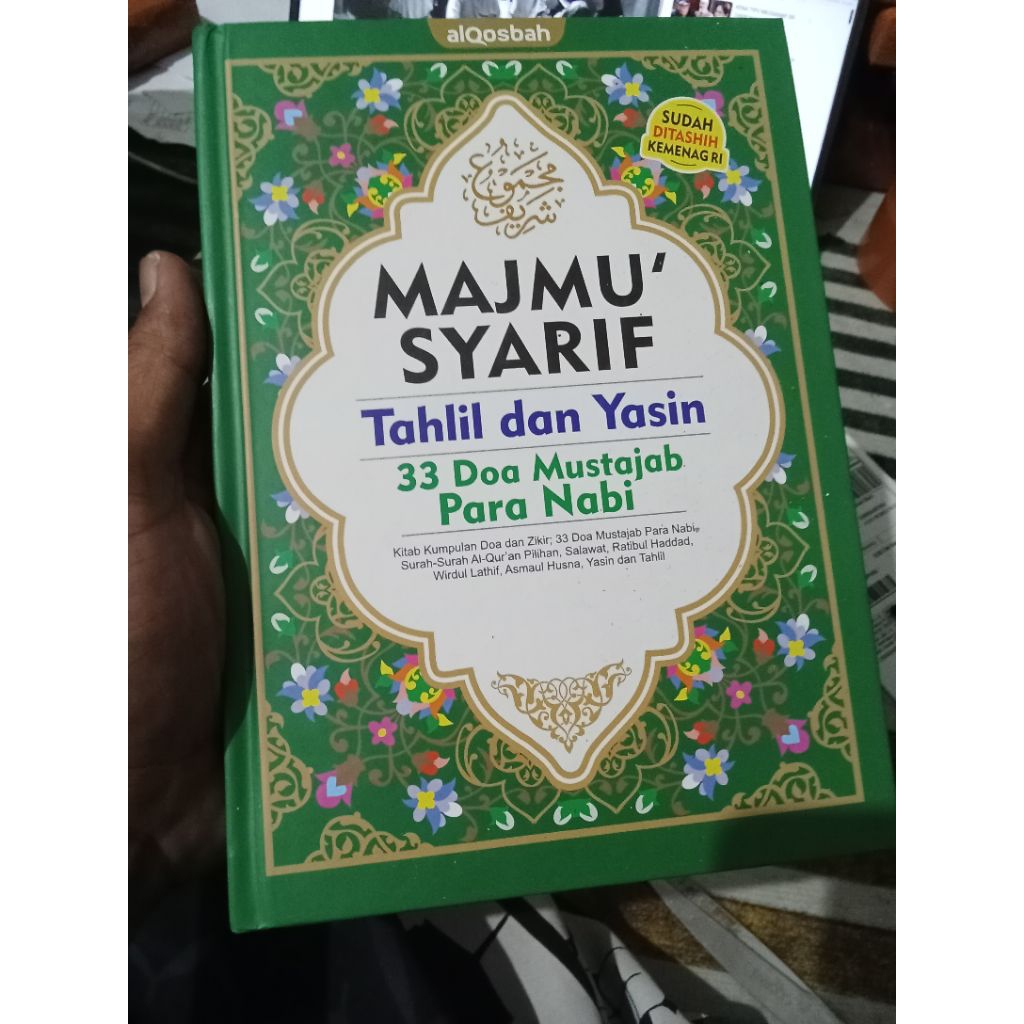 alQosbah
SUDAH
DITASHIH
KEMENAG RI
مجموع
شريف
MAJMU'
SYARIF
Tahlil dan Yasin
33 Doa Mustajab
Para Nabi
Kitab Kumpulan Doa dan Zikir; 33 Doa Mustajab Para Nabi,
Surah-Surah Al-Qur'an Pilihan, Salawat, Ratibul Haddad,
Wirdul Lathif, Asmaul Husna, Yasin dan Tahlil